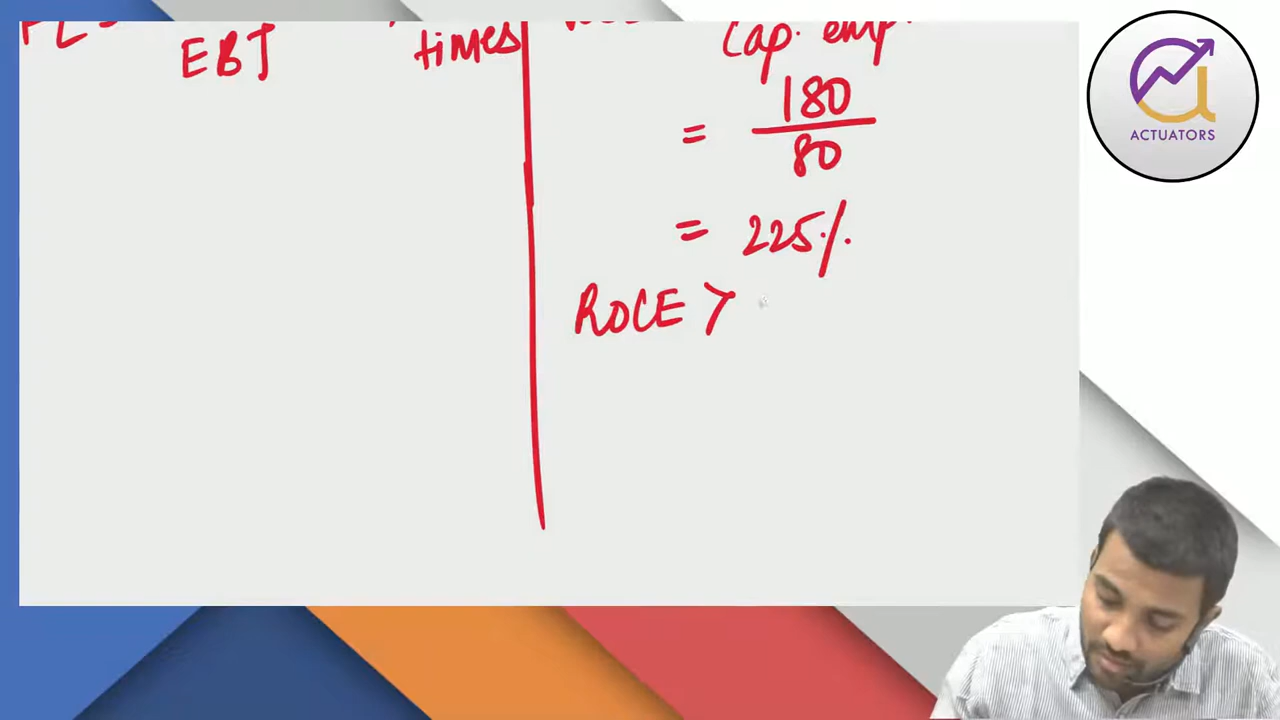 EBT
times
Cap. emp.
= 180
80
= 225%
ROCE >
ACTUATORS